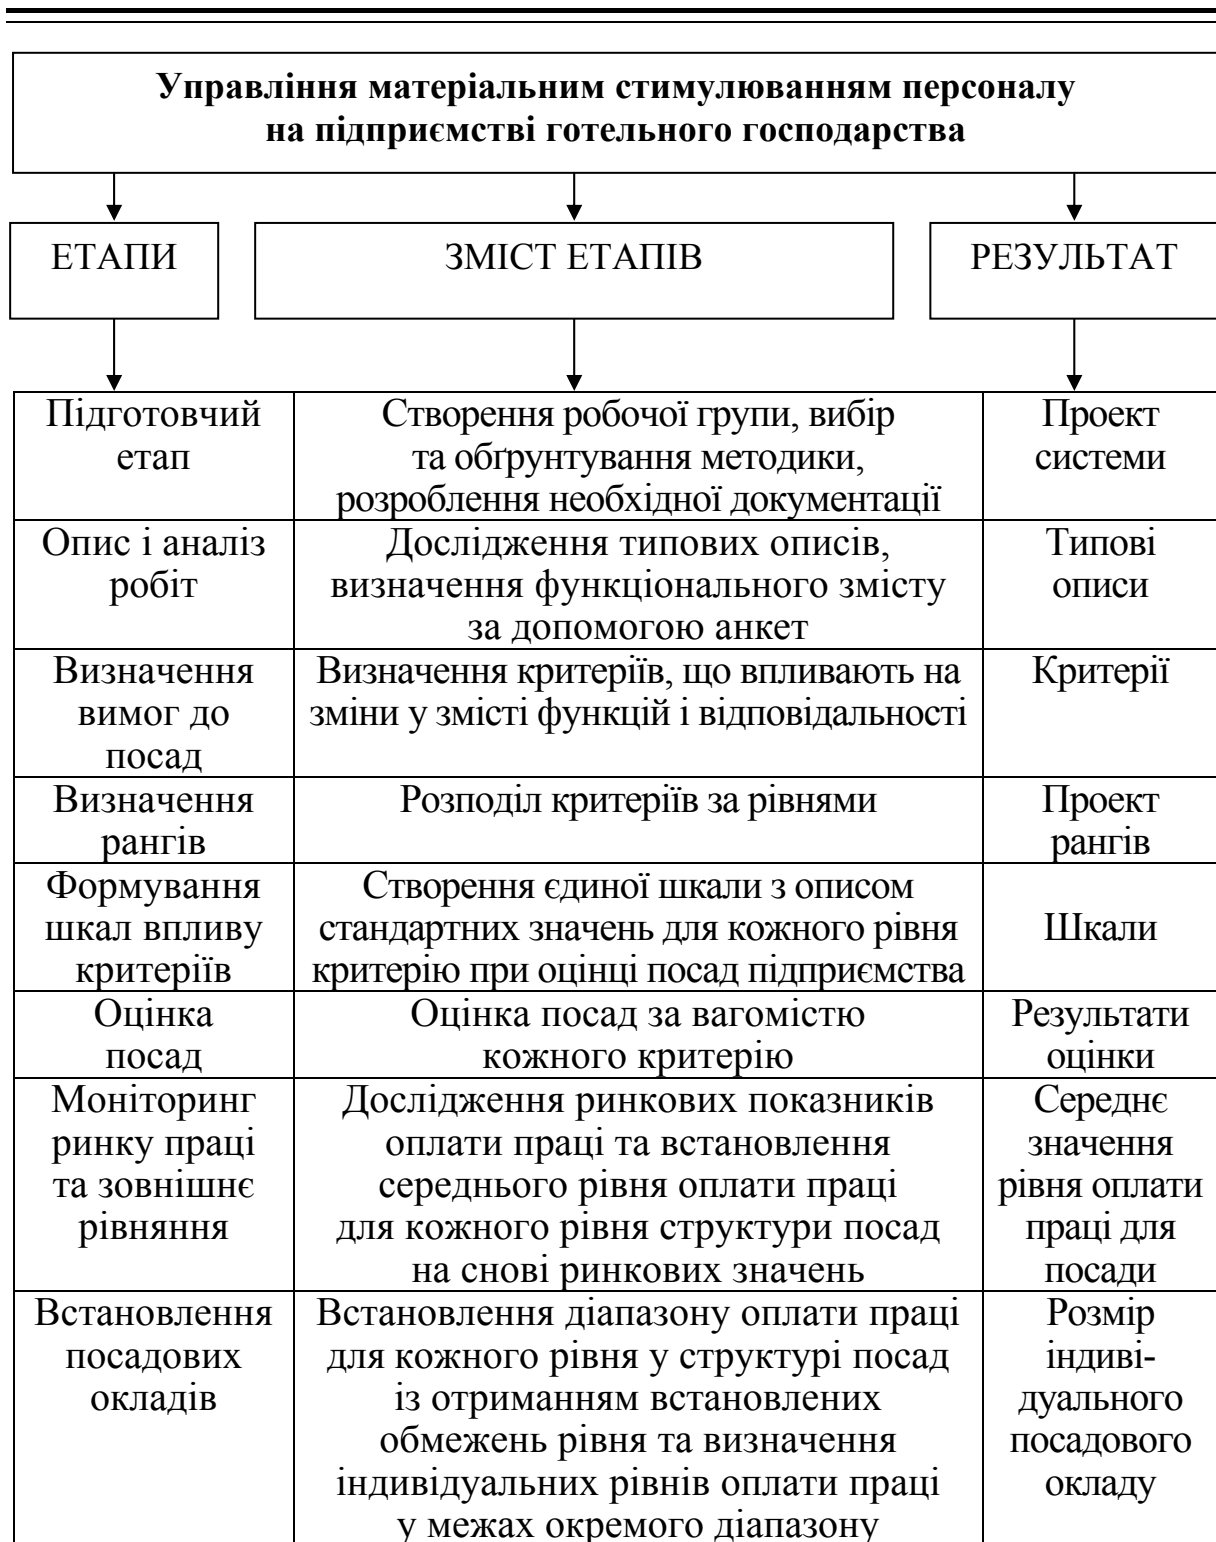 Управління матеріальним стимулюванням персоналу
на підприємстві готельного господарства
ЕТАПИ
ЗМІСТ ЕТАПІВ
РЕЗУЛЬТАТ
Підготовчий
етап
Створення робочої групи, вибір
та обґрунтування методики,
розроблення необхідної документації
Проект
системи
Опис і аналіз
робіт
Дослідження типових описів,
визначення функціонального змісту
за допомогою анкет
Типові
описи
Визначення
вимог до
посад
Визначення критеріїв, що впливають на
зміни у змісті функцій і відповідальності
Критерії
Визначення
рангів
Розподіл критеріїв за рівнями
Проект
рангів
Формування
шкал впливу
критеріїв
Створення єдиної шкали з описом
стандартних значень для кожного рівня
критерію при оцінці посад підприємства
Шкали
Оцінка
посад
Оцінка посад за вагомістю
кожного критерію
Результати
оцінки
Моніторинг
ринку праці
та зовнішнє
рівняння
Дослідження ринкових показників
оплати праці та встановлення
середнього рівня оплати праці
для кожного рівня структури посад
на снові ринкових значень
Середнє
значення
рівня оплати
праці для
посади
Встановлення
посадових
окладів
Встановлення діапазону оплати праці
для кожного рівня у структурі посад
із отриманням встановлених
обмежень рівня та визначення
індивідуальних рівнів оплати праці
у межах окремого діапазону
Розмір
індиві-
дуального
посадового
окладу